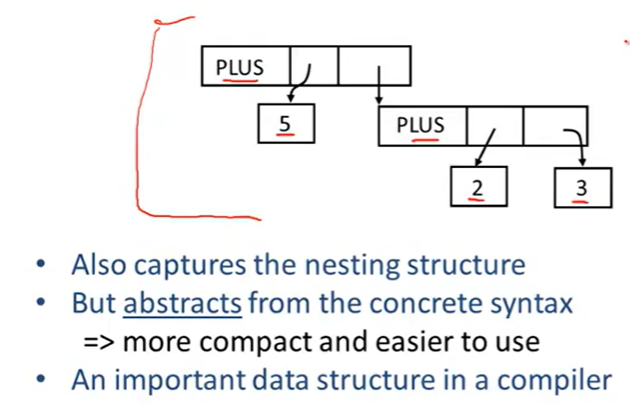 PLUS
5
PLUS
2
3
• Also captures the nesting structure
• But abstracts from the concrete syntax
=> more compact and easier to use
• An important data structure in a compiler